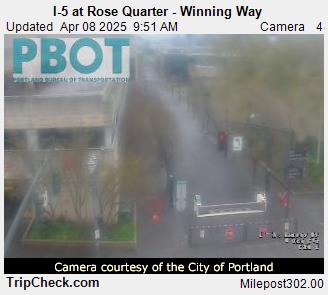 I-5 at Rose Quarter - Winning Way
Updated Apr 08 2025 9:51 AM Camera 4
PBOT
PORTLAND BUREAU OF TRANSPORTATION
Camera courtesy of the City of Portland
TripCheck.com Milepost302.00